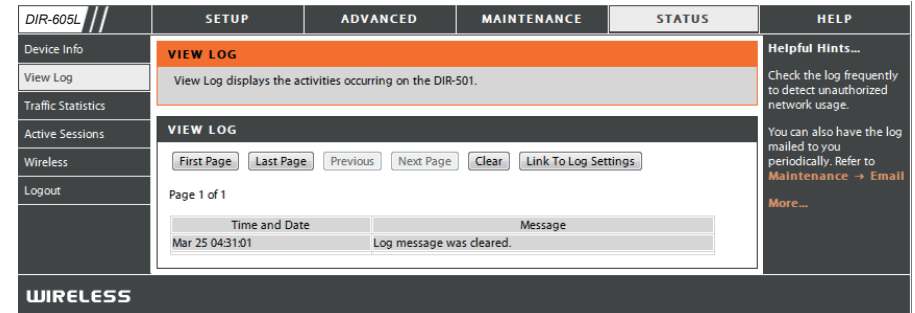 DIR-605L SETUP ADVANCED MAINTENANCE STATUS HELP
Device Info
View Log
Traffic Statistics
Active Sessions
Wireless
Logout
VIEW LOG
View Log displays the activities occurring on the DIR-501.
VIEW LOG
First Page Last Page Previous Next Page Clear Link To Log Settings
Page 1 of 1
Time and Date Message
Mar 25 04:31:01 Log message was cleared.
Helpful Hints...
Check the log frequently
to detect unauthorized
network usage.
You can also have the log
mailed to you
periodically. Refer to
Maintenance → Email
More...
WIRELESS